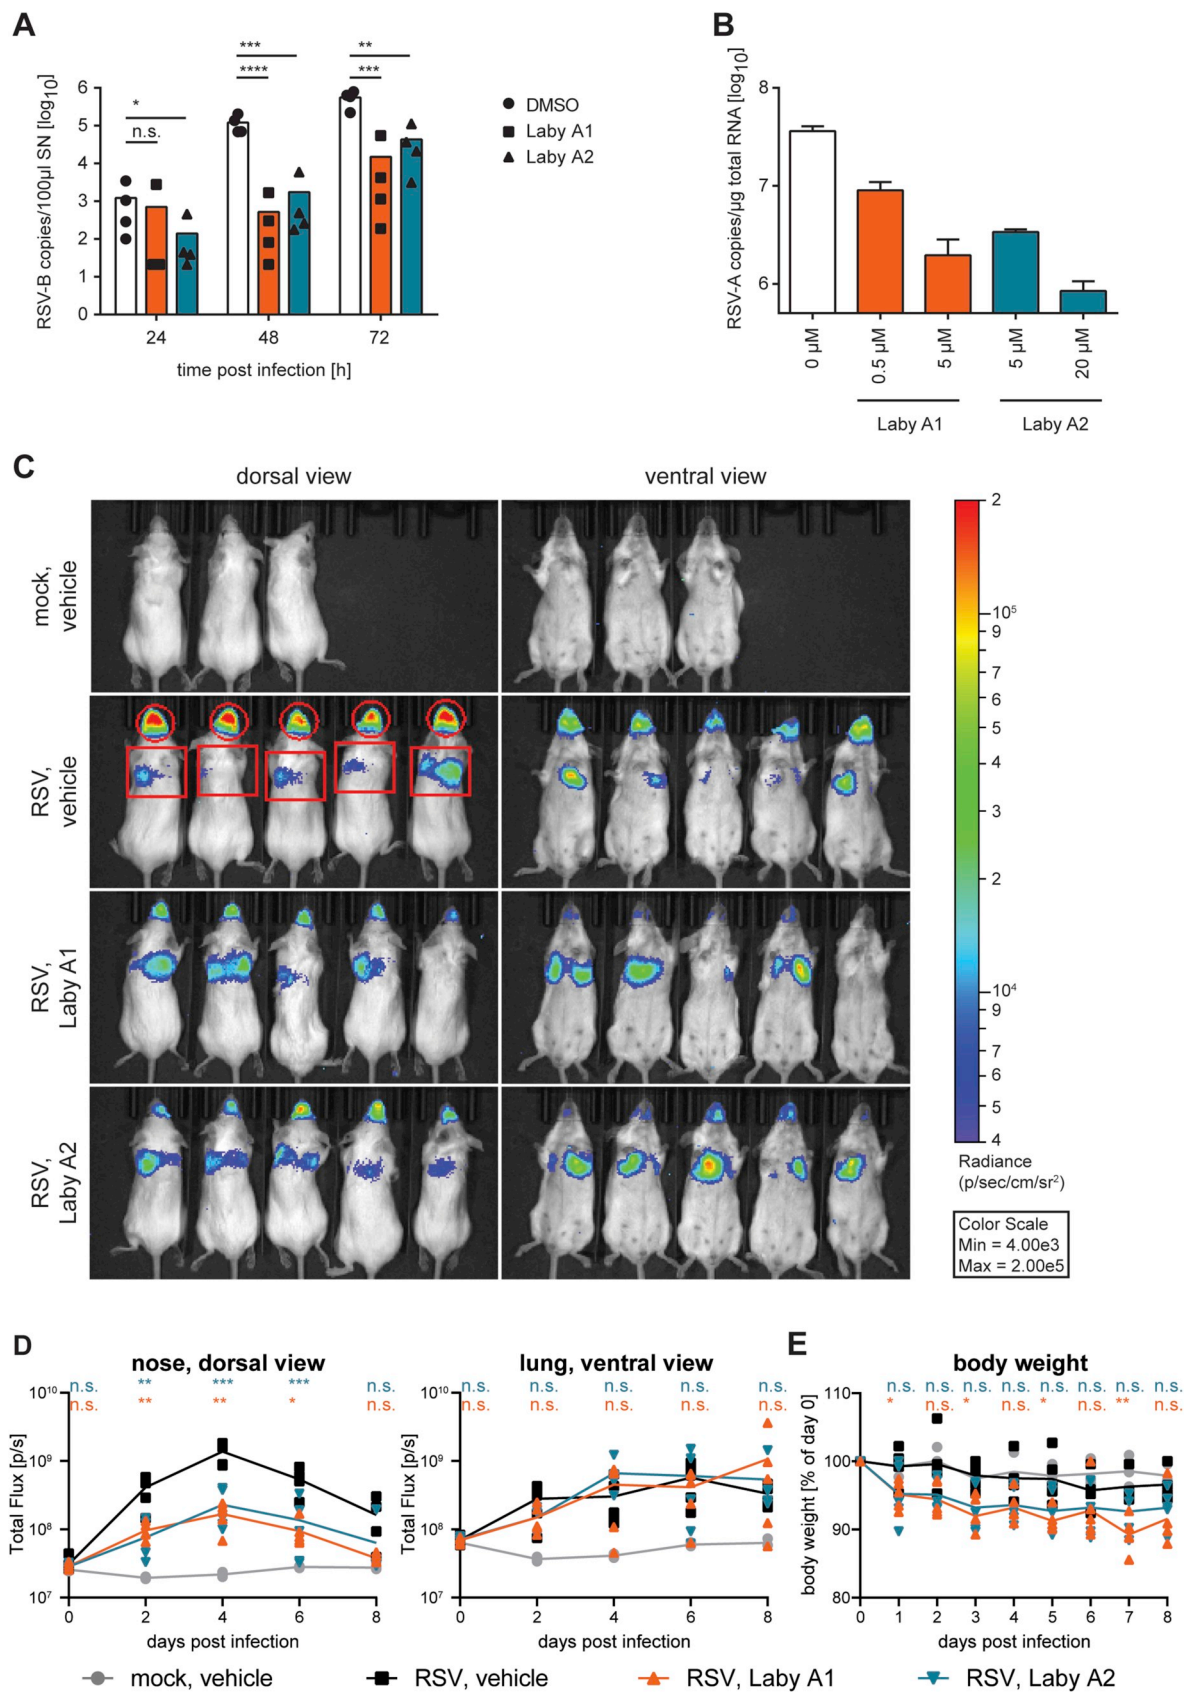 A
RSV-B copies/100µl SN [log10]
6
5
4
3
2
1
0
*
n.s.
***
****
**
***
24
48
72
time post infection [h]
DMSO
Laby A1
Laby A2
B
RSV-A copies/µg total RNA [log10]
8
7
6
0 µM
0.5 µM
5 µM
5 µM
20 µM
Laby A1
Laby A2
C
dorsal view
ventral view
mock,
vehicle
RSV,
vehicle
RSV,
Laby A1
RSV,
Laby A2
2
10⁵
9
7
6
5
4
3
2
10⁴
9
7
6
5
4
Radiance
(p/sec/cm/sr²)
Color Scale
Min = 4.00e3
Max = 2.00e5
D
nose, dorsal view
n.s. ** *** *** n.s.
n.s. ** ** * n.s.
Total Flux [p/s]
10¹⁰
10⁹
10⁸
10⁷
0 2 4 6 8
days post infection
lung, ventral view
n.s. n.s. n.s. n.s. n.s.
n.s. n.s. n.s. n.s. n.s.
Total Flux [p/s]
10¹⁰
10⁹
10⁸
10⁷
0 2 4 6 8
days post infection
E
body weight
n.s. n.s. n.s. n.s. n.s. n.s. n.s. n.s.
* n.s. * n.s. * n.s. ** n.s.
body weight [% of day 0]
110
100
90
80
0 1 2 3 4 5 6 7 8
days post infection
mock, vehicle
RSV, vehicle
RSV, Laby A1
RSV, Laby A2